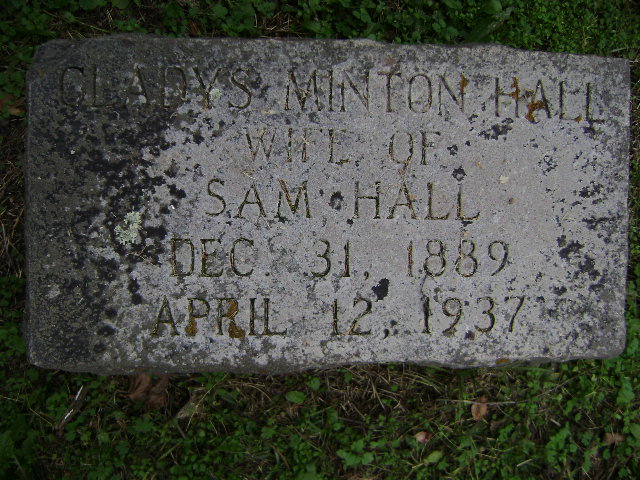 GLADYS MINTON HALL
WIFE OF
SAM HALL
DEC. 31, 1889
APRIL 12, 1937